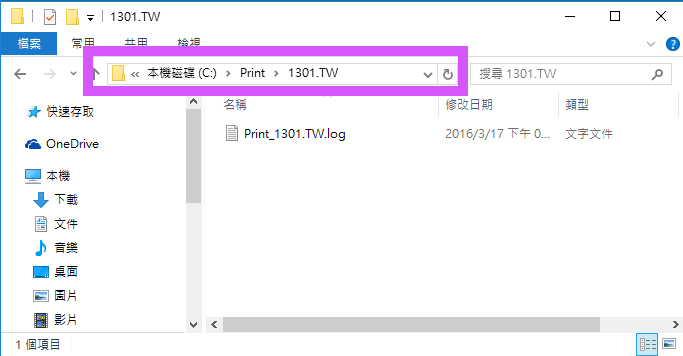 1301.TW
檔案 常用 共用 檢視
« 本機磁碟 (C:) › Print › 1301.TW 搜尋 1301.TW
名稱 修改日期 類型
Print_1301.TW.log 2016/3/17 下午 0... 文字文件
快速存取
OneDrive
本機
下載
文件
音樂
桌面
圖片
影片
1 個項目